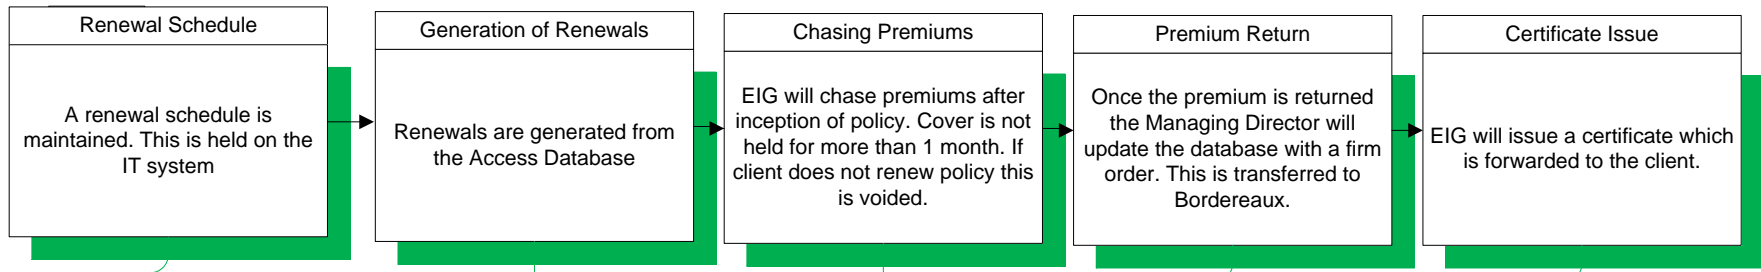 Renewal Schedule
A renewal schedule is
maintained. This is held on the
IT system
Generation of Renewals
Renewals are generated from
the Access Database
Chasing Premiums
EIG will chase premiums after
inception of policy. Cover is not
held for more than 1 month. If
client does not renew policy this
is voided.
Premium Return
Once the premium is returned
the Managing Director will
update the database with a firm
order. This is transferred to
Bordereaux.
Certificate Issue
EIG will issue a certificate which
is forwarded to the client.